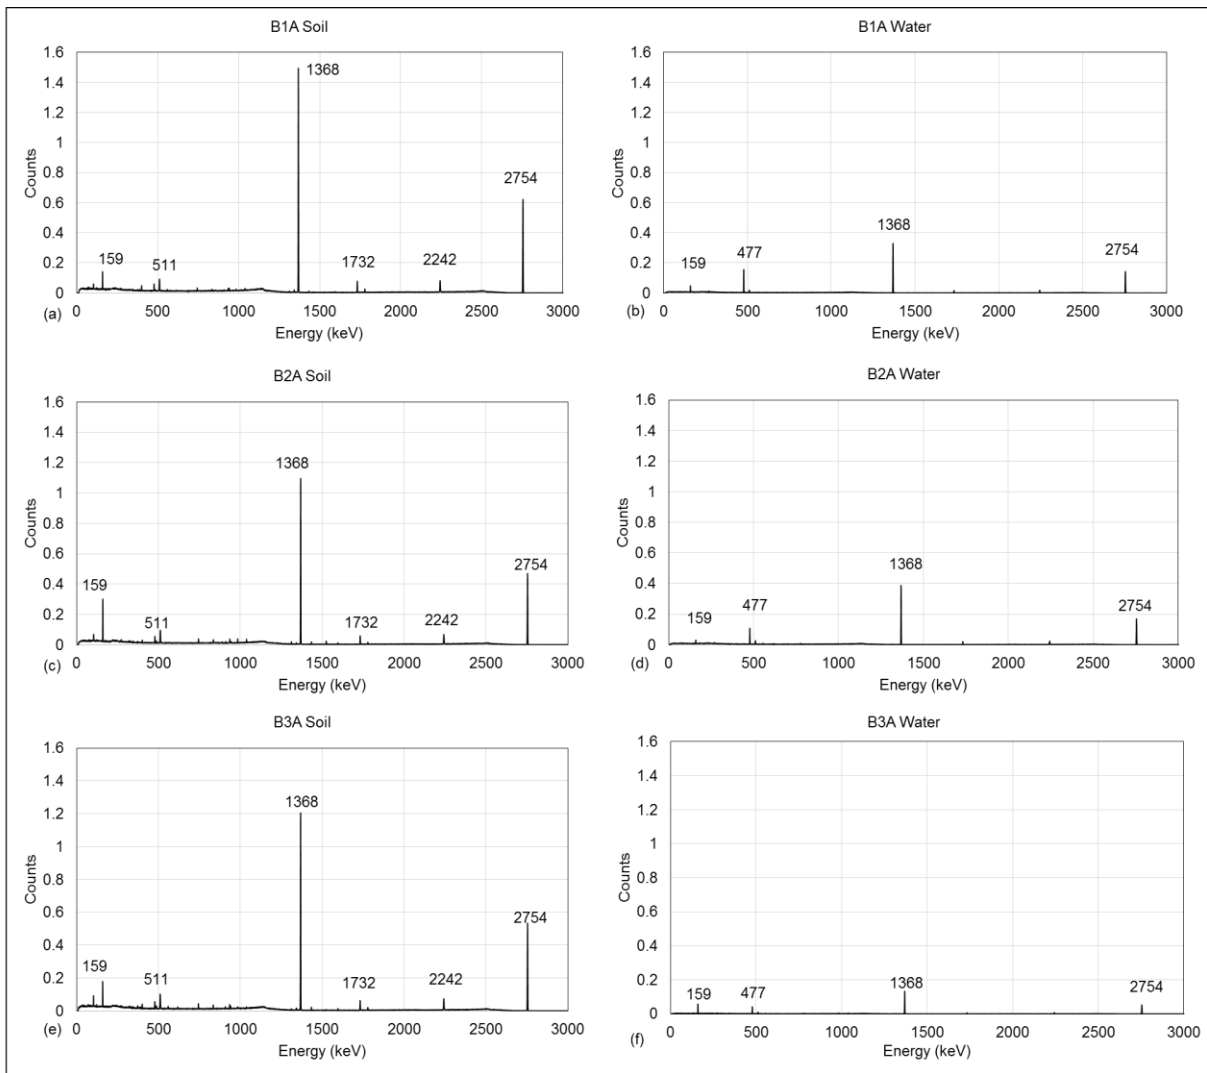 B1A Soil
1.6
1.4
1.2
1
0.8
0.6
0.4
0.2
0
Counts
1368
2754
159
511
1732
2242
0 500 1000 1500 2000 2500 3000
(a)
Energy (keV)
B1A Water
1.6
1.4
1.2
1
0.8
0.6
0.4
0.2
0
Counts
159
477
1368
2754
0 500 1000 1500 2000 2500 3000
(b)
Energy (keV)
B2A Soil
1.6
1.4
1.2
1
0.8
0.6
0.4
0.2
0
Counts
1368
2754
159
511
1732
2242
0 500 1000 1500 2000 2500 3000
(c)
Energy (keV)
B2A Water
1.6
1.4
1.2
1
0.8
0.6
0.4
0.2
0
Counts
159
477
1368
2754
0 500 1000 1500 2000 2500 3000
(d)
Energy (keV)
B3A Soil
1.6
1.4
1.2
1
0.8
0.6
0.4
0.2
0
Counts
1368
2754
159
511
1732
2242
0 500 1000 1500 2000 2500 3000
(e)
Energy (keV)
B3A Water
1.6
1.4
1.2
1
0.8
0.6
0.4
0.2
0
Counts
159
477
1368
2754
0 500 1000 1500 2000 2500 3000
(f)
Energy (keV)